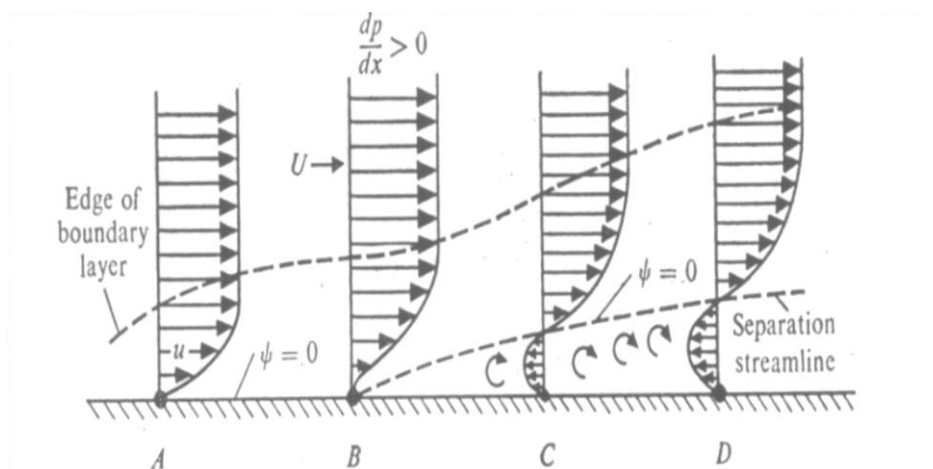 dp/dx > 0
U
Edge of
boundary
layer
u
ψ = 0
ψ = 0
Separation
streamline
A B C D